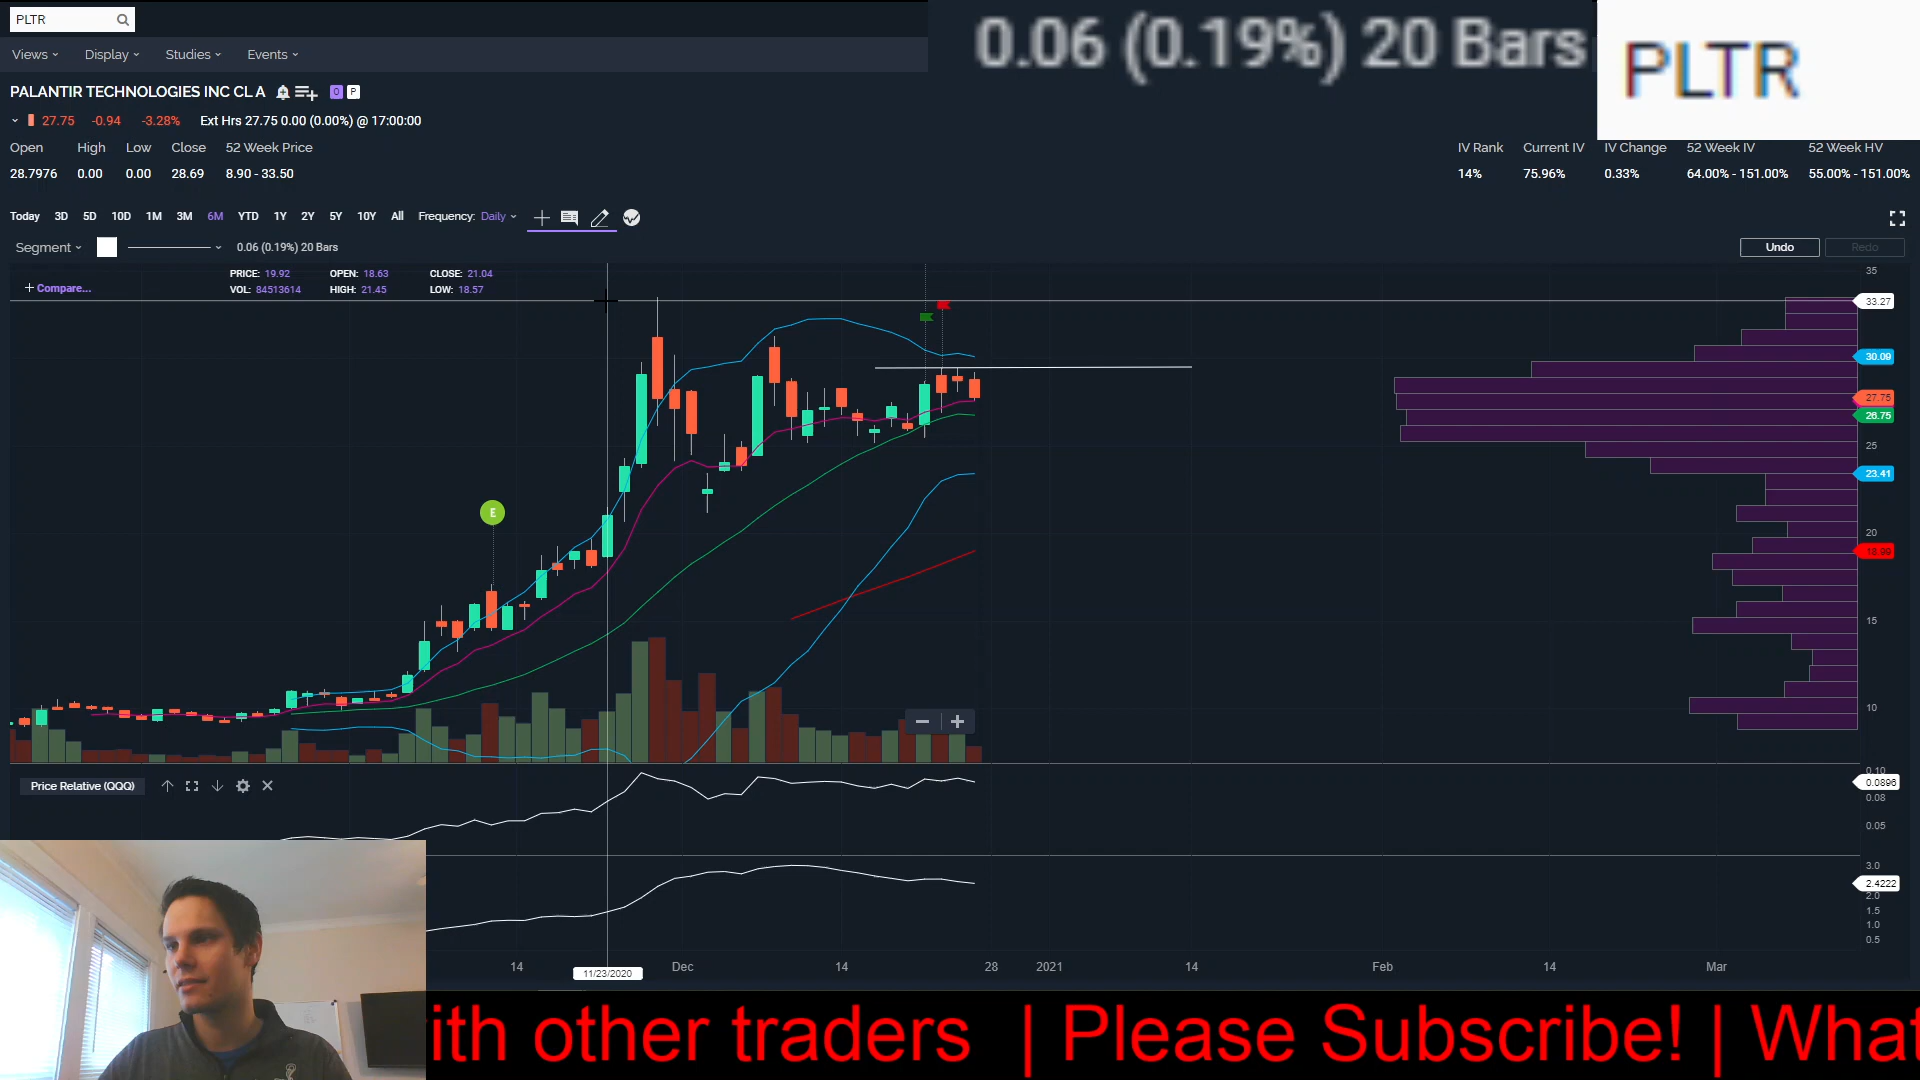 PLTR
0.06 (0.19%) 20 Bars
PLTR
Views Display Studies Events
PALANTIR TECHNOLOGIES INC CL A Q P
27.75 -0.94 -3.28% Ext Hrs 27.75 0.00 (0.00%) @ 17:00:00
Open High Low Close 52 Week Price
28.7976 0.00 0.00 28.69 8.90 - 33.50
IV Rank Current IV IV Change 52 Week IV 52 Week HV
14% 75.96% 0.33% 64.00% - 151.00% 55.00% - 151.00%
Today 3D 5D 10D 1M 3M 6M YTD 1Y 2Y 5Y 10Y All Frequency: Daily
Segment 0.06 (0.19%) 20 Bars Undo Redo
PRICE: 19.92 OPEN: 18.63 CLOSE: 21.04
VOL: 84513614 HIGH: 21.45 LOW: 18.57
+ Compare...
35
33.27
30.09
27.75
26.75
25
23.41
E
20
18.99
15
10
Price Relative (QQQ)
0.10
0.0896
0.08
0.05
3.0
2.4222
2.0
1.5
1.0
0.5
14 11/23/2020 Dec 14 28 2021 14 Feb 14 Mar
ith other traders | Please Subscribe! | What